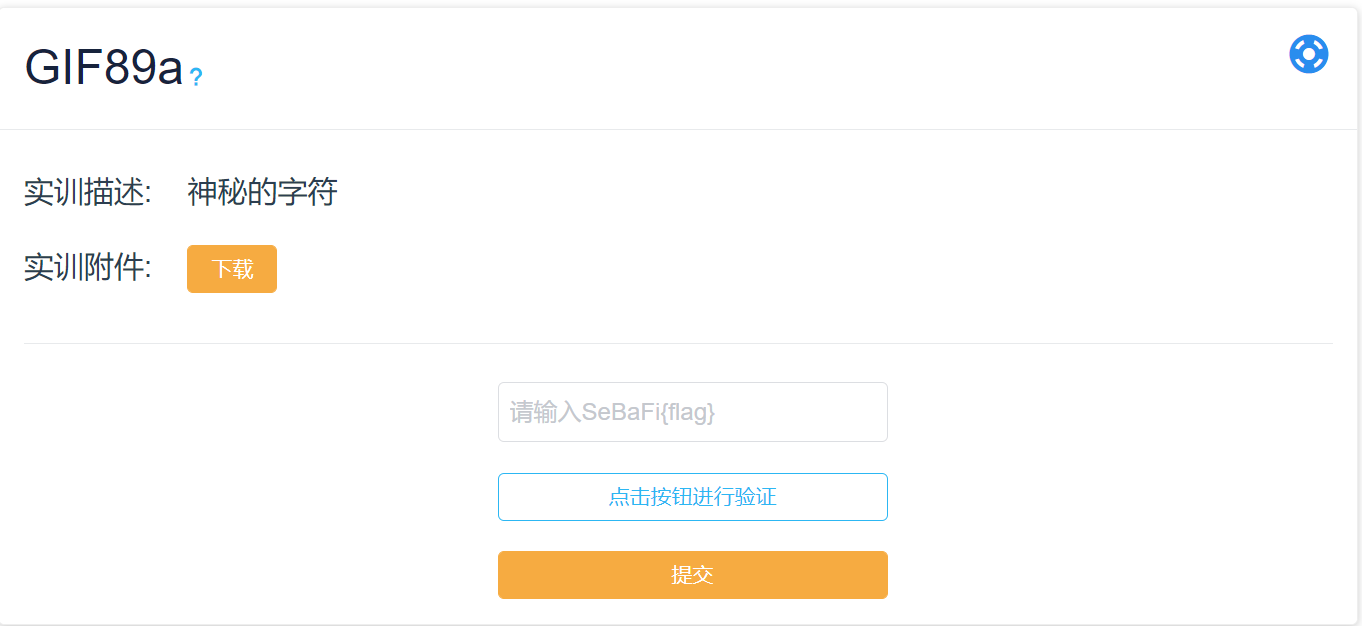 GIF89a?
实训描述: 神秘的字符
实训附件: 下载
请输入SeBaFi{flag}
点击按钮进行验证
提交